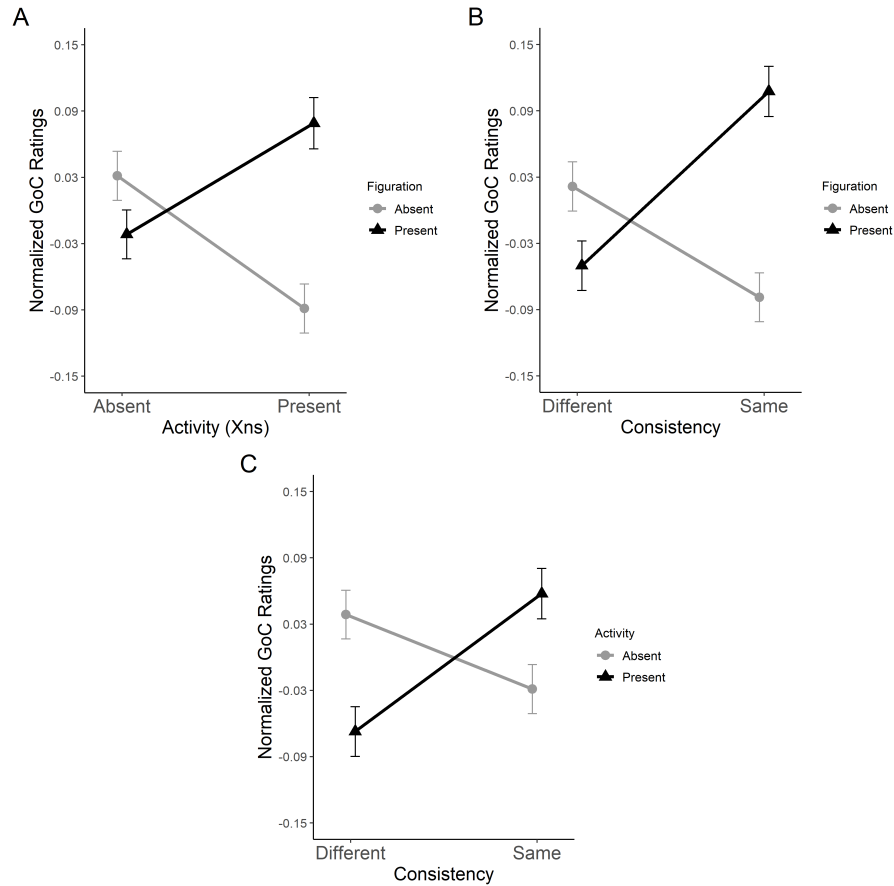 A
Normalized GoC Ratings
0.15
0.09
0.03
-0.03
-0.09
-0.15
Absent Present
Activity (Xns)
Figuration
Absent
Present
B
Normalized GoC Ratings
0.15
0.09
0.03
-0.03
-0.09
-0.15
Different Same
Consistency
Figuration
Absent
Present
C
Normalized GoC Ratings
0.15
0.09
0.03
-0.03
-0.09
-0.15
Different Same
Consistency
Activity
Absent
Present